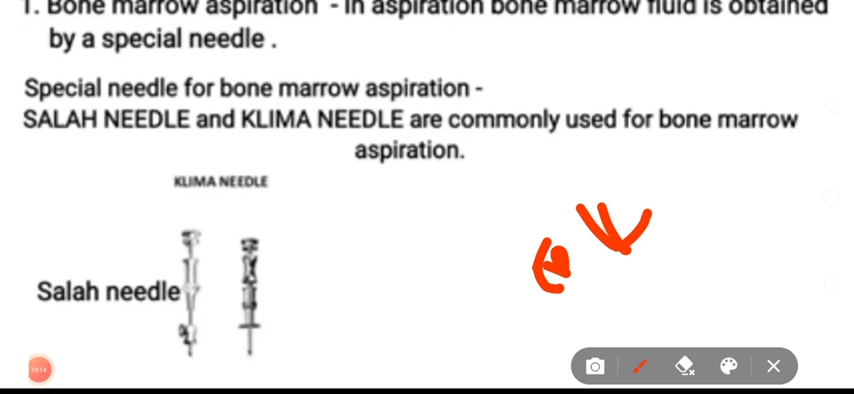 1. Bone marrow aspiration - In aspiration bone marrow fluid is obtained
by a special needle .
Special needle for bone marrow aspiration -
SALAH NEEDLE and KLIMA NEEDLE are commonly used for bone marrow
aspiration.
KLIMA NEEDLE
Salah needle